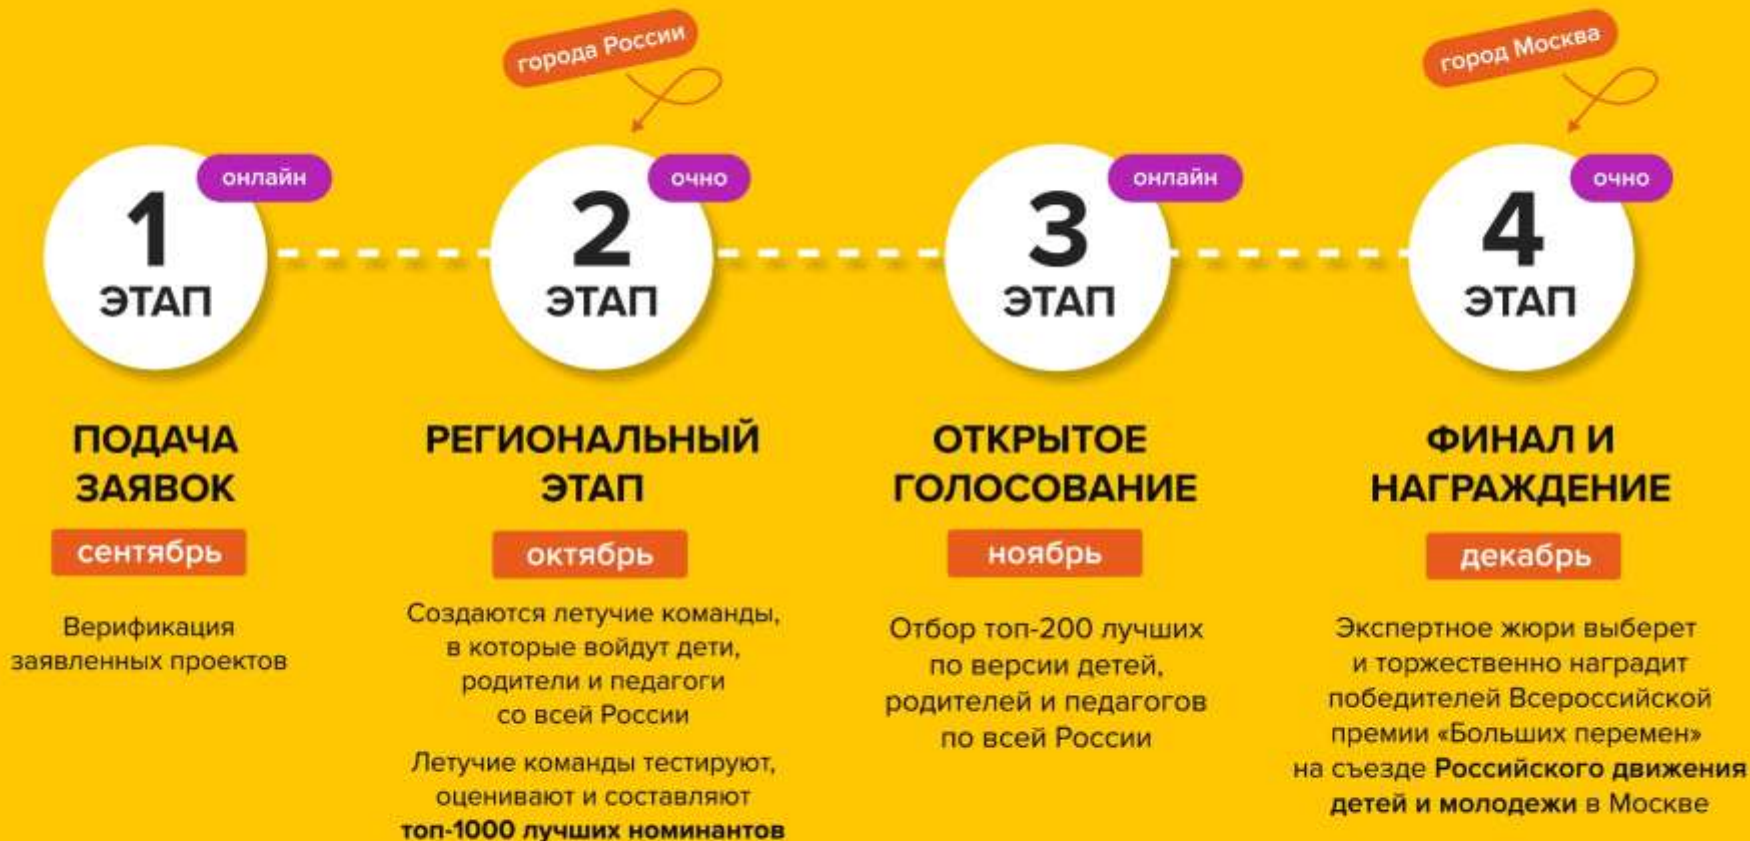 города России
город Москва
1
ЭТАП
онлайн
2
ЭТАП
очно
3
ЭТАП
онлайн
4
ЭТАП
очно
ПОДАЧА
ЗАЯВОК
сентябрь
Верификация
заявленных проектов
РЕГИОНАЛЬНЫЙ
ЭТАП
октябрь
Создаются летучие команды,
в которые войдут дети,
родители и педагоги
со всей России
Летучие команды тестируют,
оценивают и составляют
топ-1000 лучших номинантов
ОТКРЫТОЕ
ГОЛОСОВАНИЕ
ноябрь
Отбор топ-200 лучших
по версии детей,
родителей и педагогов
по всей России
ФИНАЛ И
НАГРАЖДЕНИЕ
декабрь
Экспертное жюри выберет
и торжественно наградит
победителей Всероссийской
премии «Больших перемен»
на съезде Российского движения
детей и молодежи в Москве